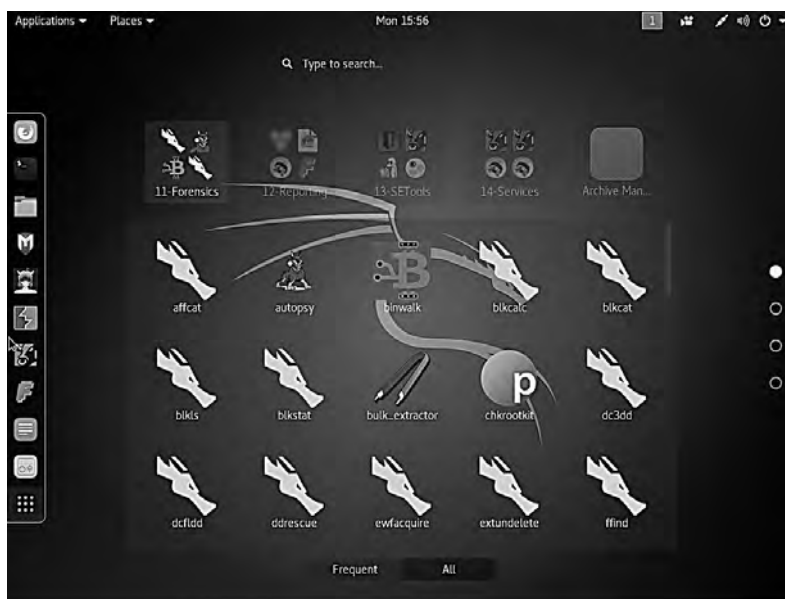 Applications Places Mon 15:56 1
Type to search...
11-Forensics 12-Reporting 13-SETools 14-Services Archive Man...
affcat autopsy binwalk blkcalc blkcat
blkls blkstat bulk_extractor chkrootkit dc3dd
p
dcfldd ddrescue ewfacquire extundelete ffind
Frequent All